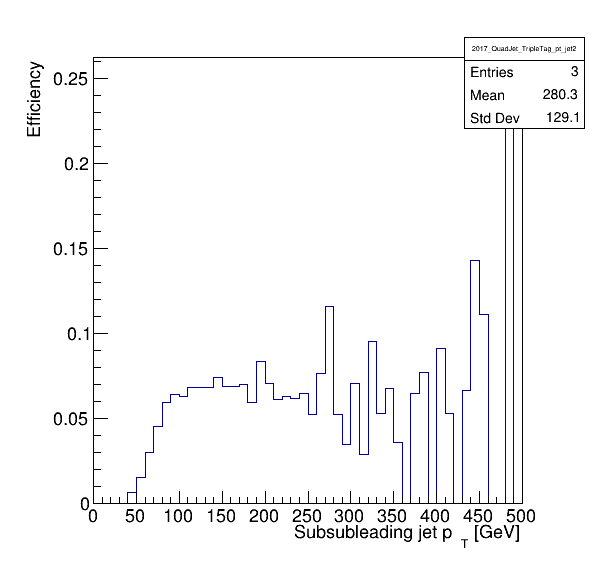 2017_QuadJet_TripleTag_pt_jet2
Entries 3
Mean 280.3
Std Dev 129.1
Efficiency
0.25
0.2
0.15
0.1
0.05
0
0 50 100 150 200 250 300 350 400 450 500
Subsubleading jet p_T [GeV]